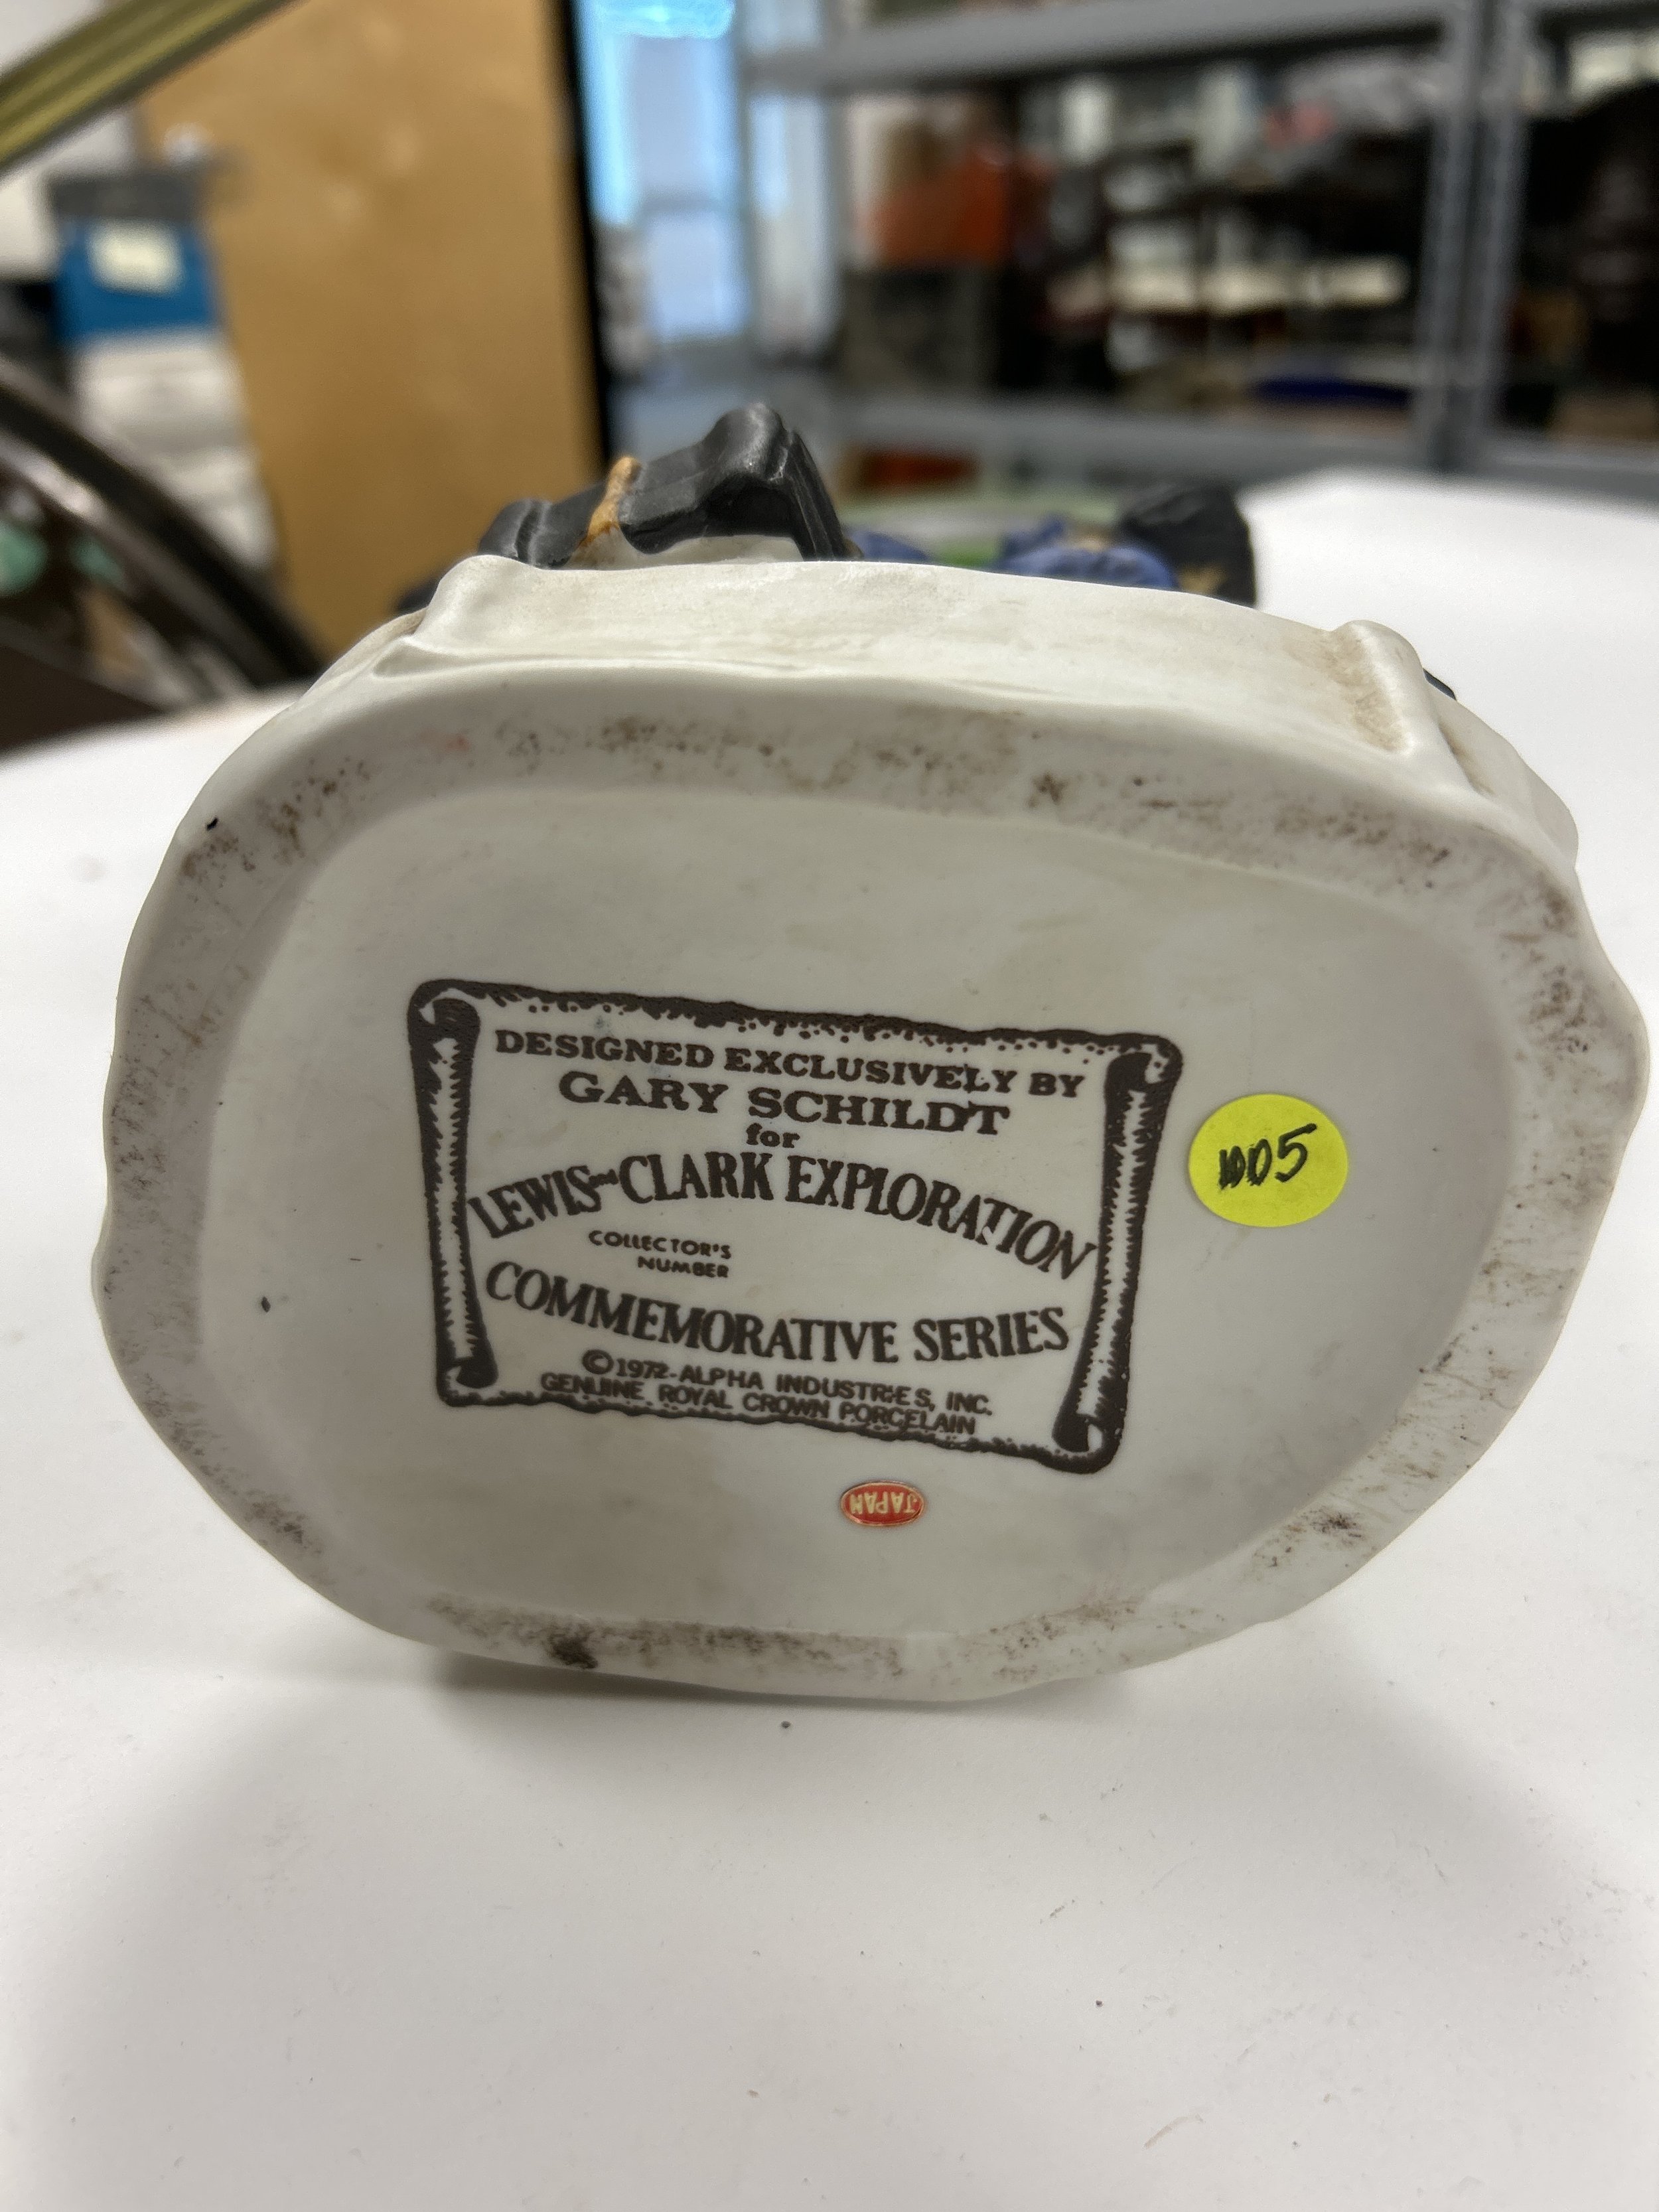 DESIGNED EXCLUSIVELY BY
GARY SCHILDT
for
LEWIS and CLARK EXPLORATION
COLLECTOR'S
NUMBER
COMMEMORATIVE SERIES
©1972-ALPHA INDUSTRIES, INC.
GENUINE ROYAL CROWN PORCELAIN
JAPAN